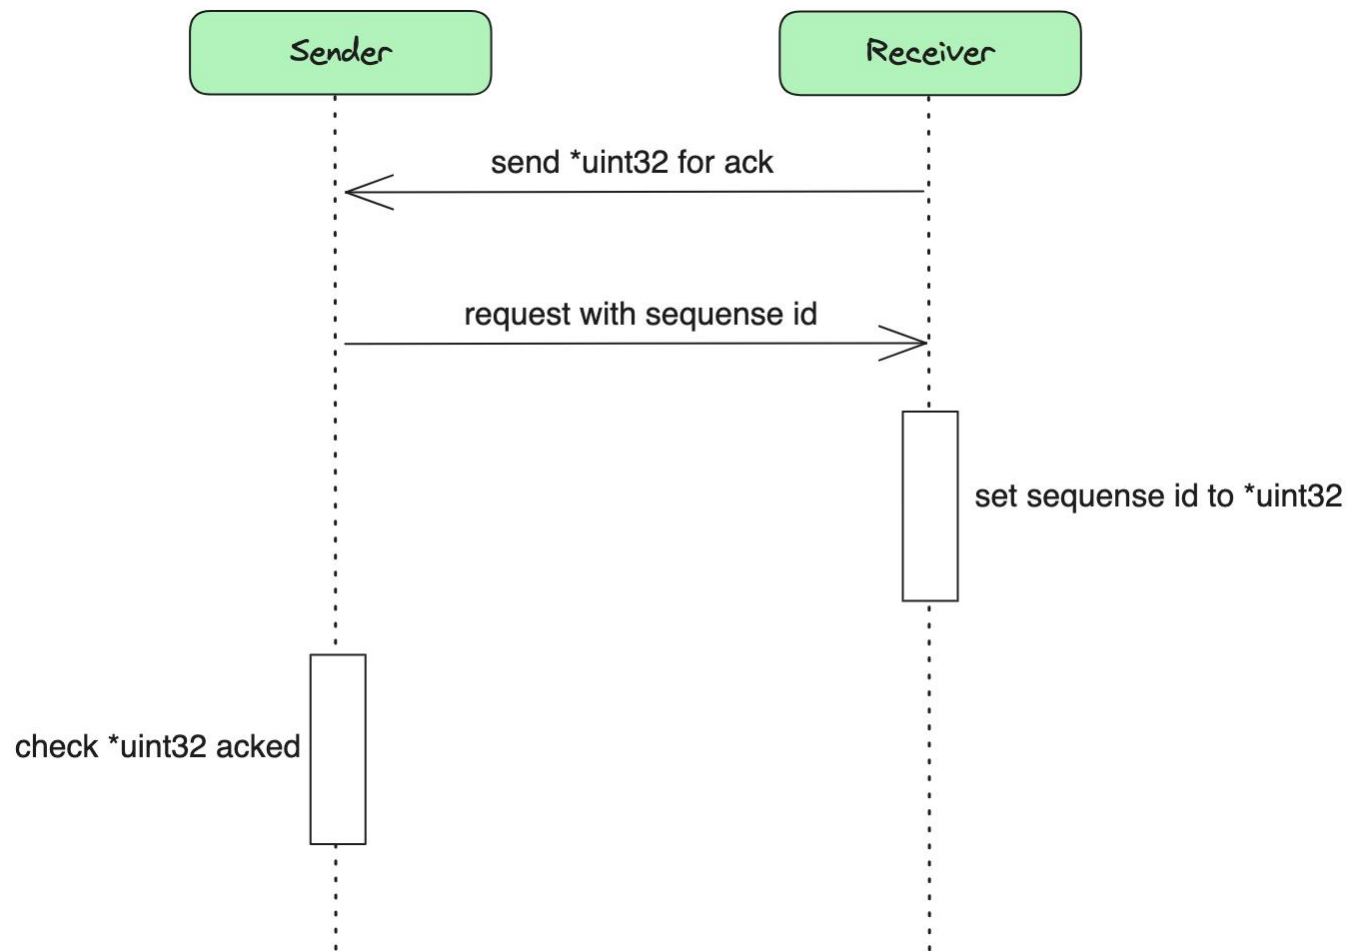 Sender
Receiver
send *uint32 for ack
request with sequense id
set sequense id to *uint32
check *uint32 acked